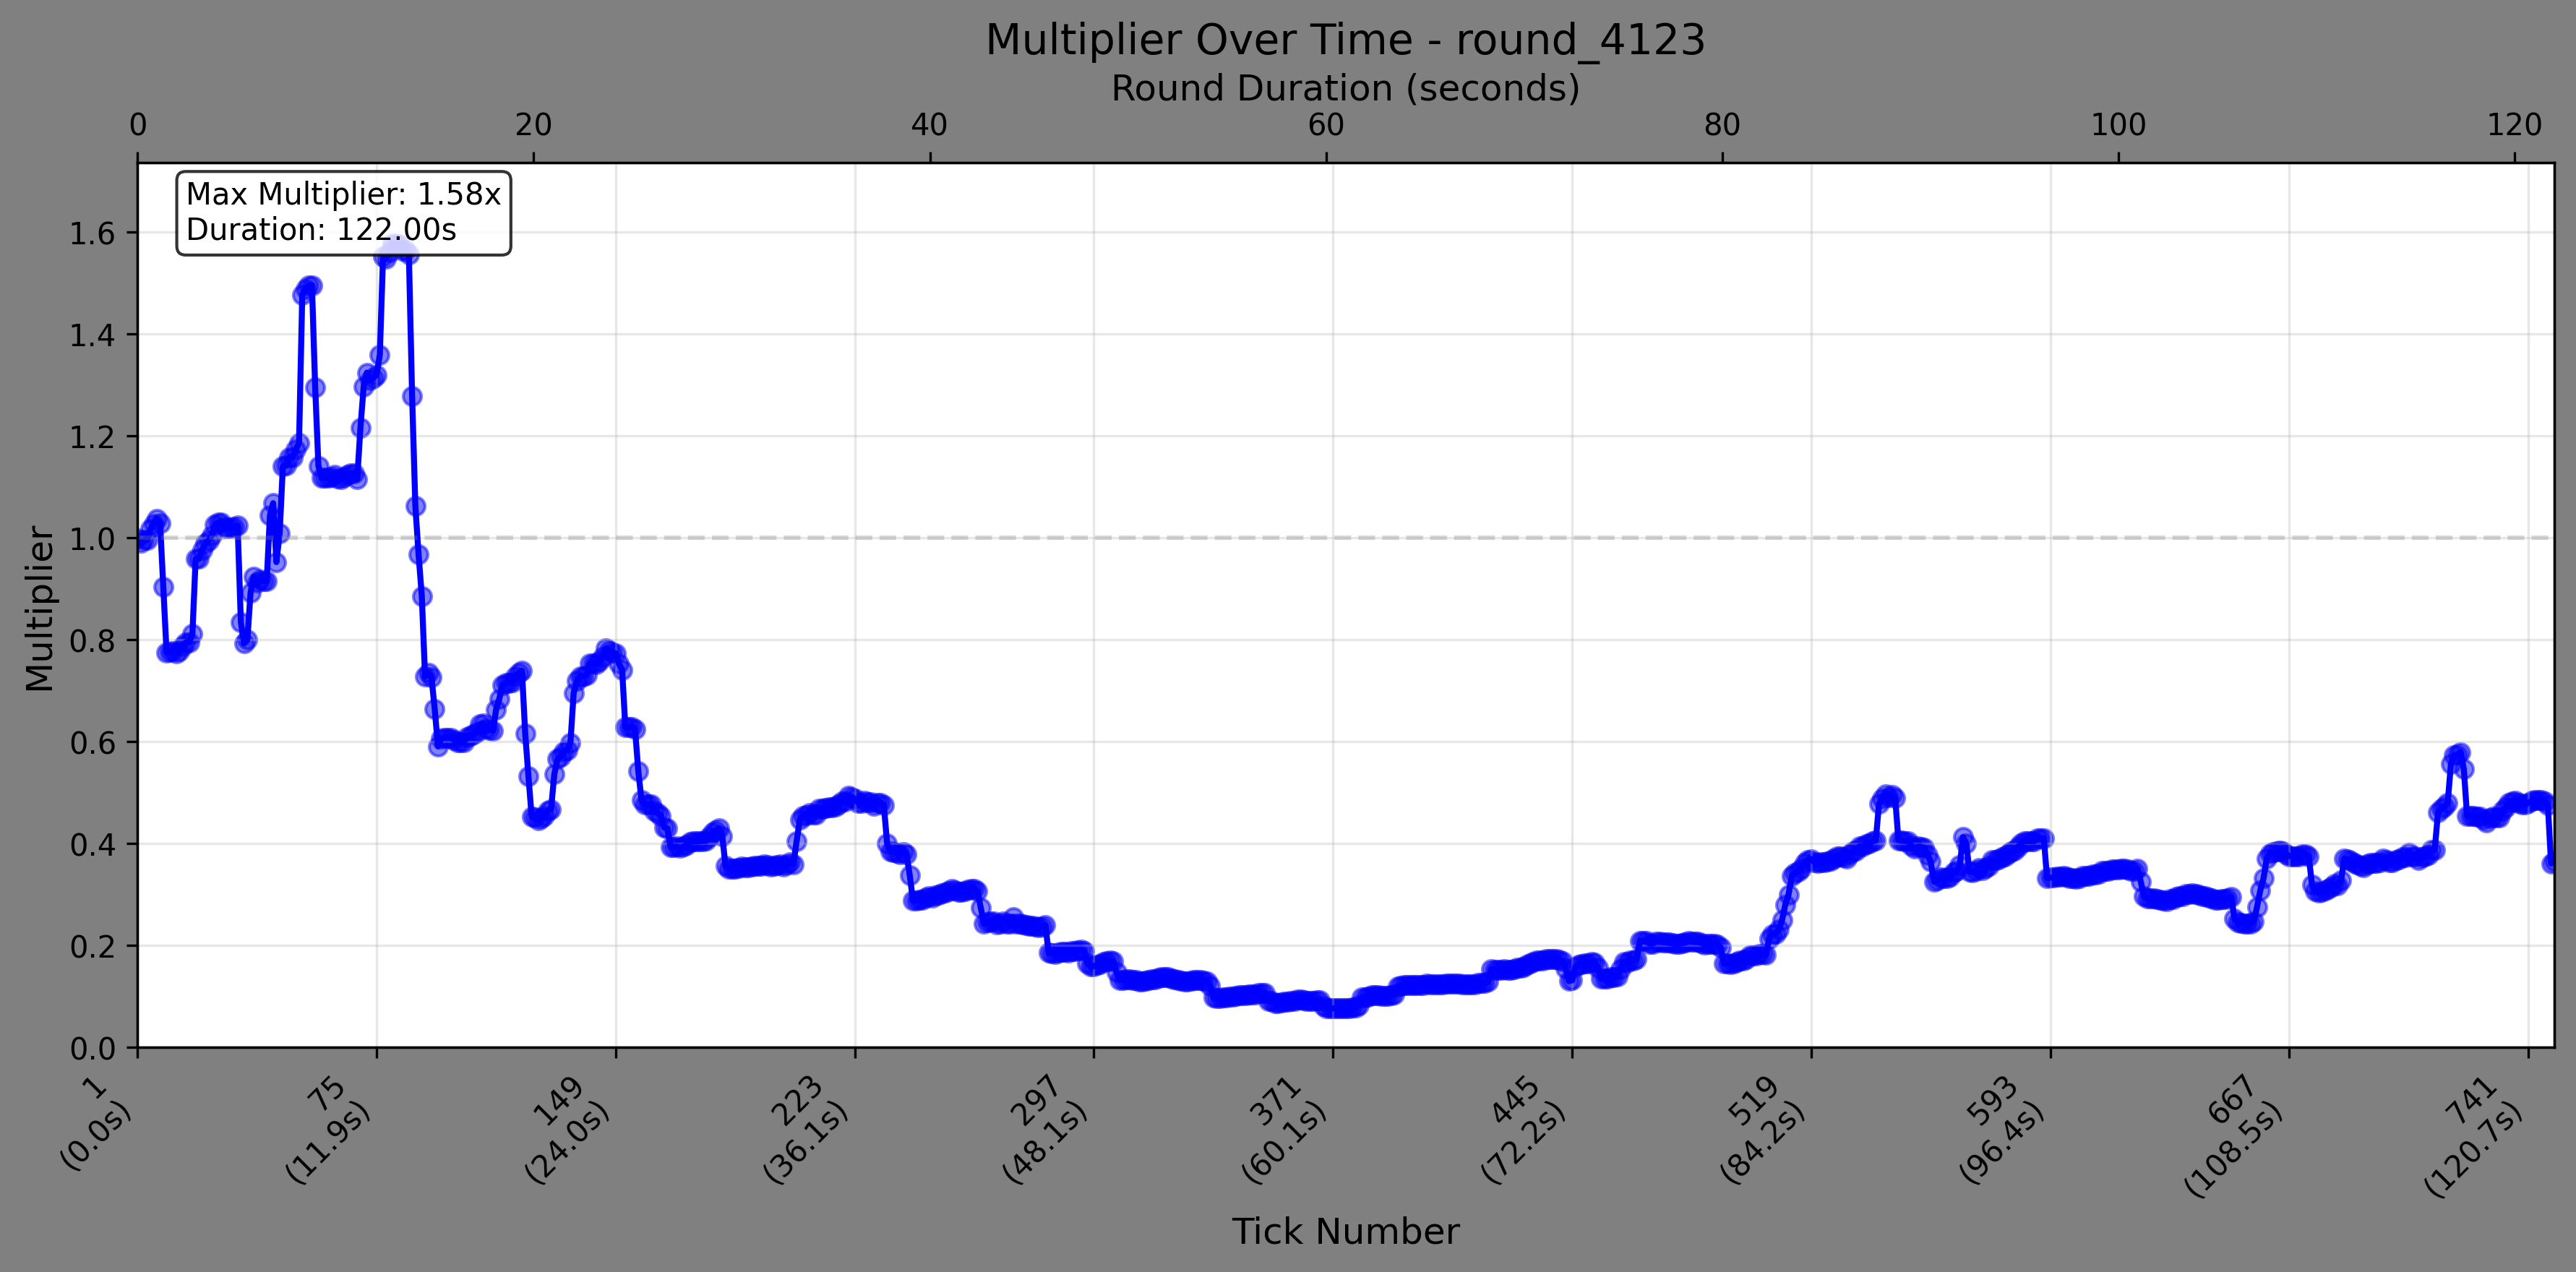 Multiplier Over Time - round_4123
Round Duration (seconds)
0 20 40 60 80 100 120
Max Multiplier: 1.58x
Duration: 122.00s
1.6
1.4
1.2
1.0
0.8
0.6
0.4
0.2
0.0
Multiplier
1
(0.0s)
75
(11.9s)
149
(24.0s)
223
(36.1s)
297
(48.1s)
371
(60.1s)
445
(72.2s)
519
(84.2s)
593
(96.4s)
667
(108.5s)
741
(120.7s)
Tick Number